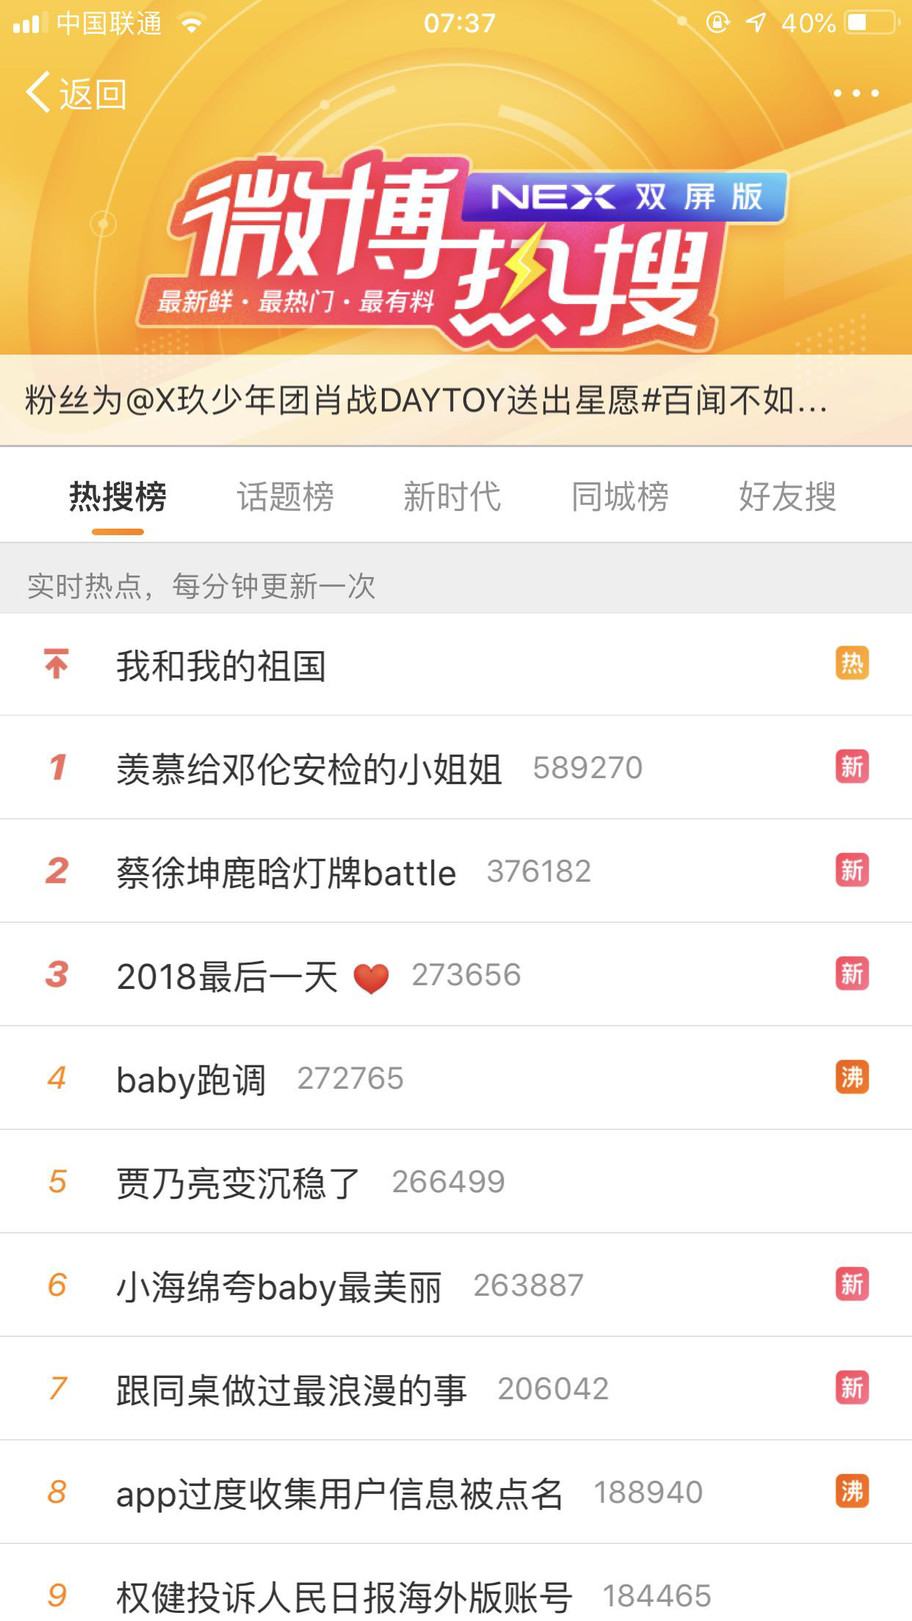 中国联通 07:37 40%
返回
微博 NEX 双屏版
热搜
最新鲜·最热门·最有料
粉丝为@X玖少年团肖战DAYTOY送出星愿#百闻不如...
热搜榜 话题榜 新时代 同城榜 好友搜
实时热点，每分钟更新一次
我和我的祖国 热
1 羡慕给邓伦安检的小姐姐 589270 新
2 蔡徐坤鹿晗灯牌battle 376182 新
3 2018最后一天 ❤️ 273656 新
4 baby跑调 272765 沸
5 贾乃亮变沉稳了 266499
6 小海绵夸baby最美丽 263887 新
7 跟同桌做过最浪漫的事 206042 新
8 app过度收集用户信息被点名 188940 沸
9 权健投诉人民日报海外版账号 184465